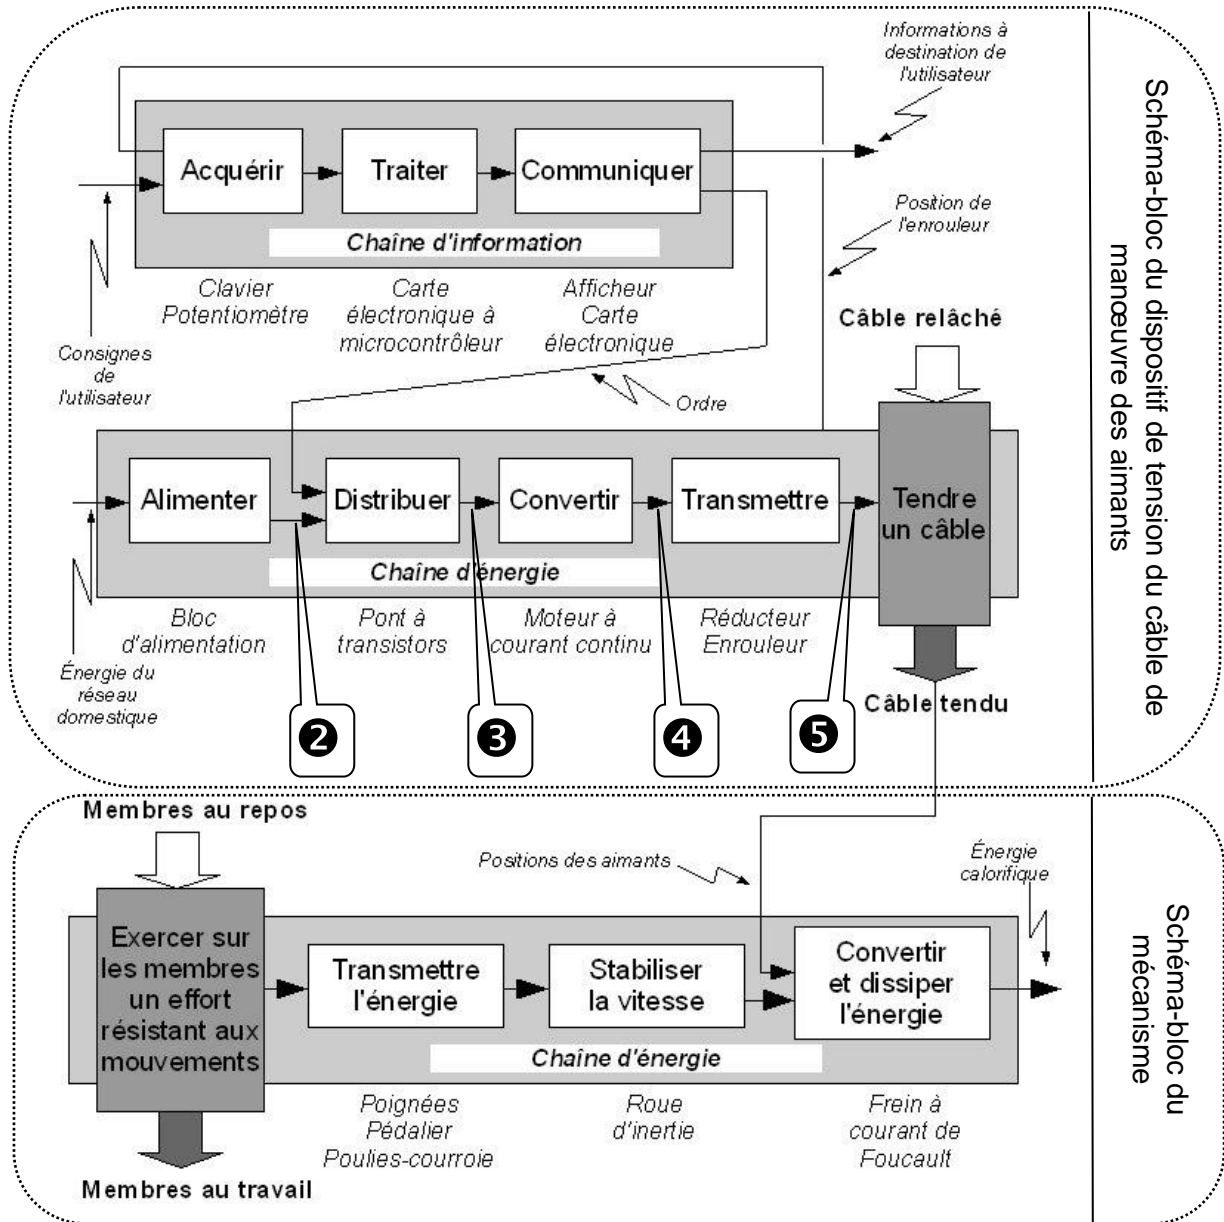 Informations à
destination de
l'utilisateur
Acquérir
Traiter
Communiquer
Chaîne d'information
Position de
l'enrouleur
Clavier
Potentiomètre
Carte
électronique à
microcontrôleur
Afficheur
Carte
électronique
Consignes
de
l'utilisateur
Ordre
Câble relâché
Alimenter
Distribuer
Convertir
Transmettre
Tendre
un câble
Chaîne d'énergie
Bloc
d'alimentation
Pont à
transistors
Moteur à
courant continu
Réducteur
Enrouleur
Énergie du
réseau
domestique
2
3
4
5
Câble tendu
Schéma-bloc du dispositif de tension du câble de
manœuvre des aimants
Membres au repos
Positions des aimants
Énergie
calorifique
Exercer sur
les membres
un effort
résistant aux
mouvements
Transmettre
l'énergie
Stabiliser
la vitesse
Convertir
et dissiper
l'énergie
Chaîne d'énergie
Poignées
Pédalier
Poulies-courroie
Roue
d'inertie
Frein à
courant de
Foucault
Membres au travail
Schéma-bloc du
mécanisme